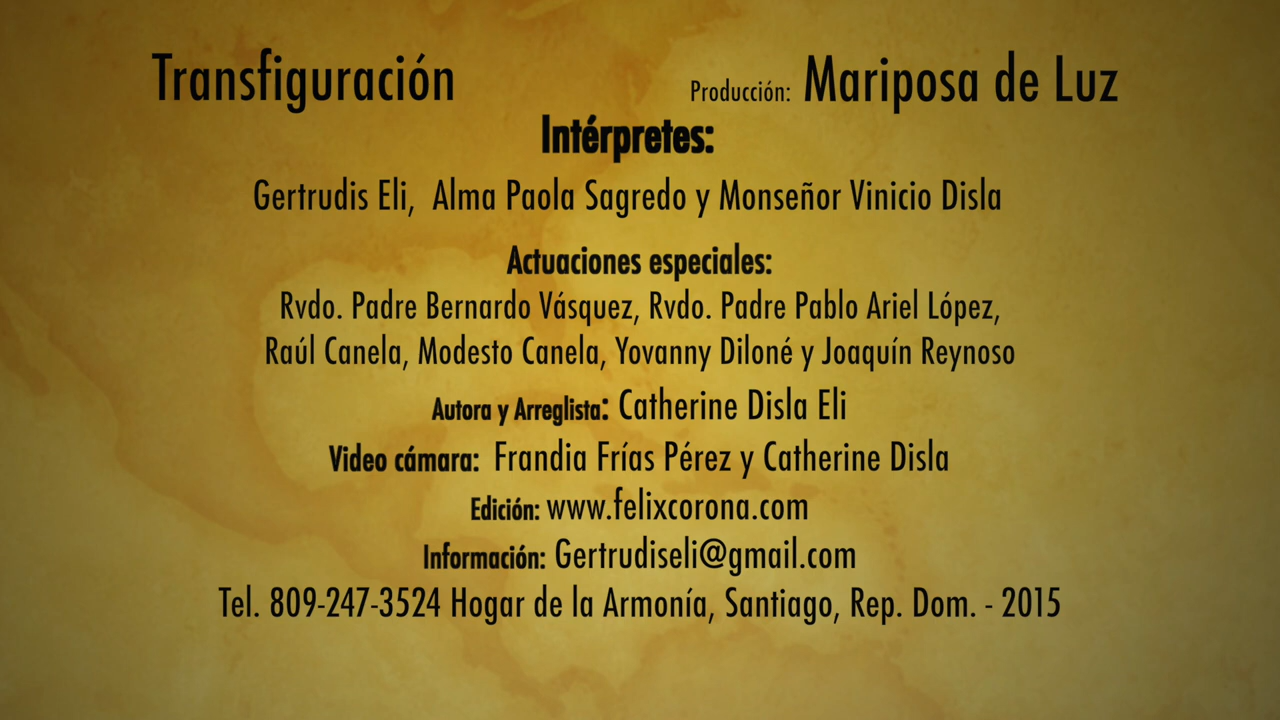 Transfiguración Producción: Mariposa de Luz
Intérpretes:
Gertrudis Eli, Alma Paola Sagredo y Monseñor Vinicio Disla
Actuaciones especiales:
Rvdo. Padre Bernardo Vásquez, Rvdo. Padre Pablo Ariel López,
Raúl Canela, Modesto Canela, Yovanny Diloné y Joaquín Reynoso
Autora y Arreglista: Catherine Disla Eli
Video cámara: Frandia Frías Pérez y Catherine Disla
Edición: www.felixcorona.com
Información: Gertrudiseli@gmail.com
Tel. 809-247-3524 Hogar de la Armonía, Santiago, Rep. Dom. - 2015